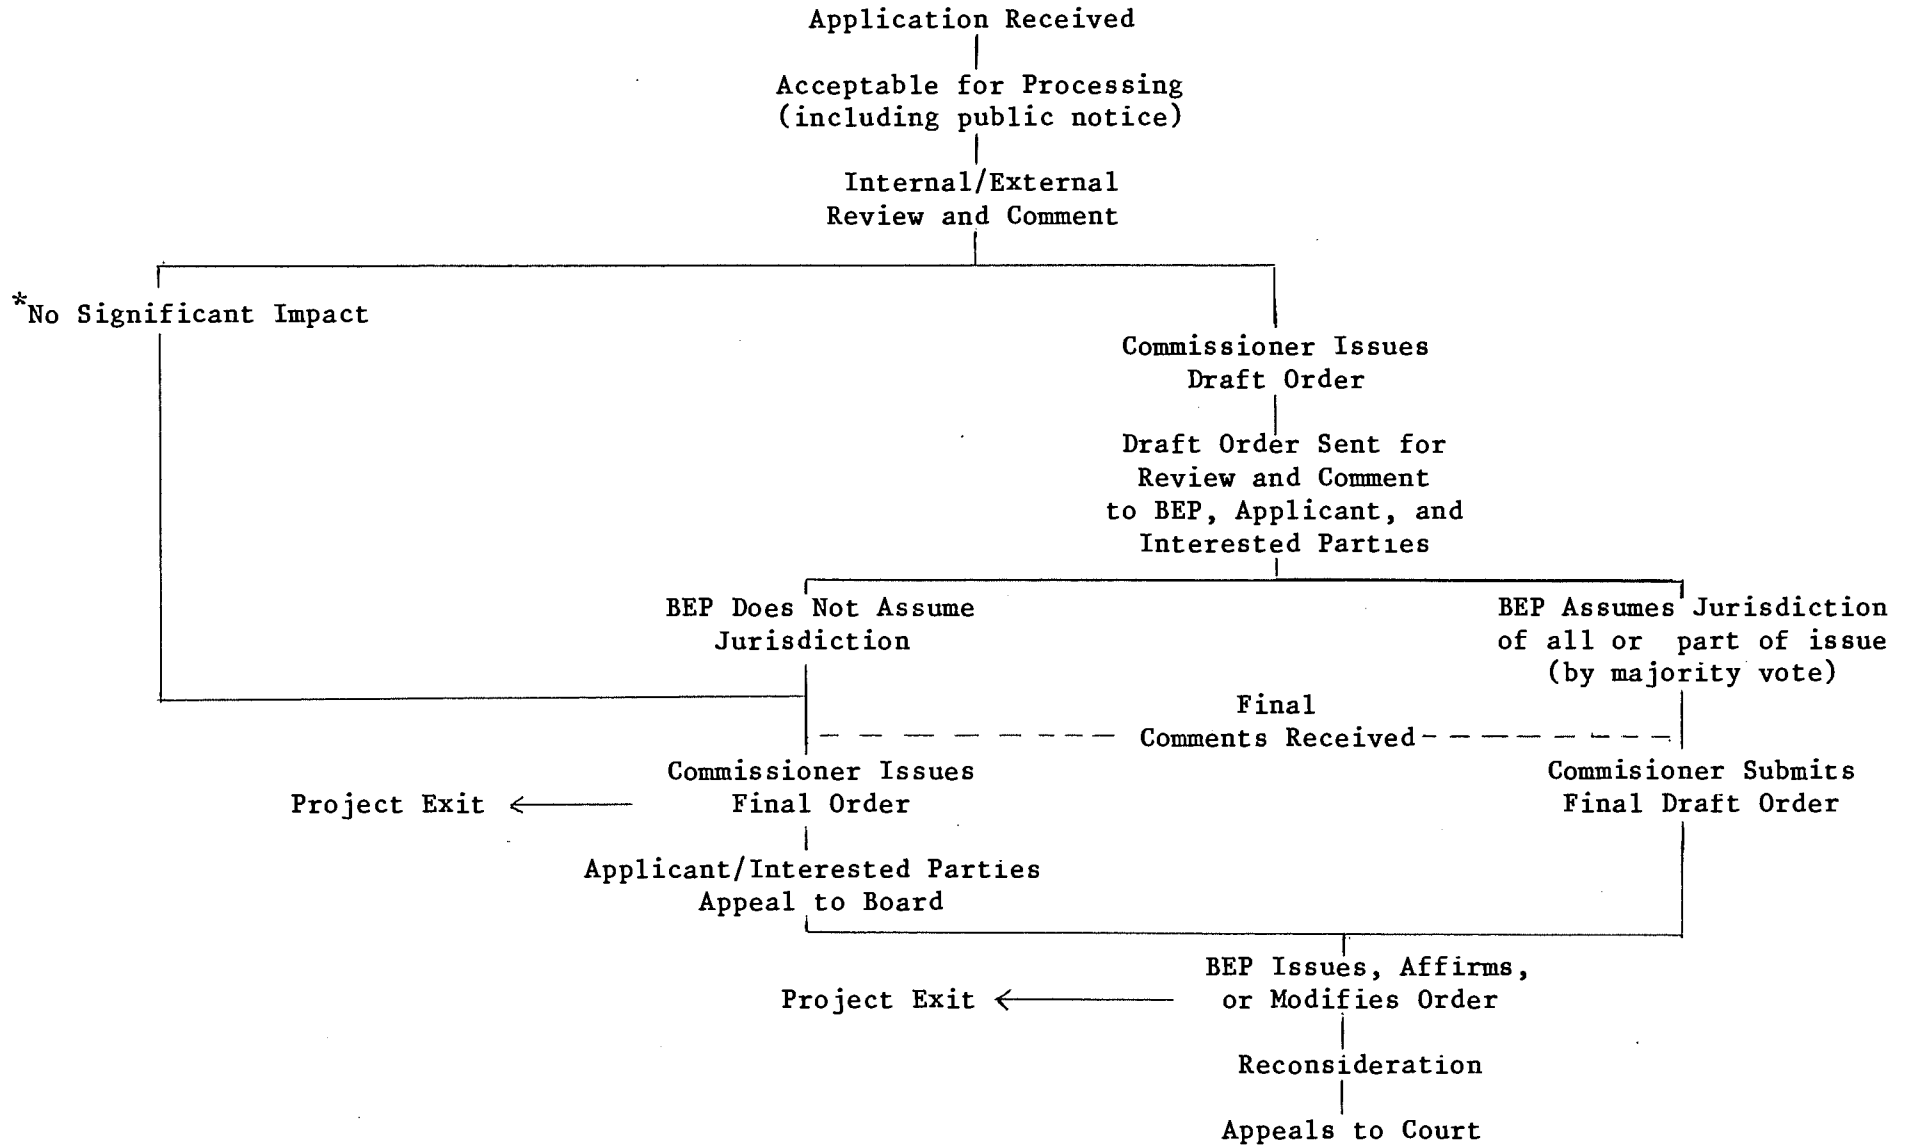 Application Received
Acceptable for Processing
(including public notice)
Internal/External
Review and Comment
*No Significant Impact
Commissioner Issues
Draft Order
Draft Order Sent for
Review and Comment
to BEP, Applicant, and
Interested Parties
BEP Does Not Assume
Jurisdiction
BEP Assumes Jurisdiction
of all or part of issue
(by majority vote)
Final
Comments Received
Commissioner Issues
Final Order
Project Exit
Commisioner Submits
Final Draft Order
Applicant/Interested Parties
Appeal to Board
BEP Issues, Affirms,
or Modifies Order
Project Exit
Reconsideration
Appeals to Court